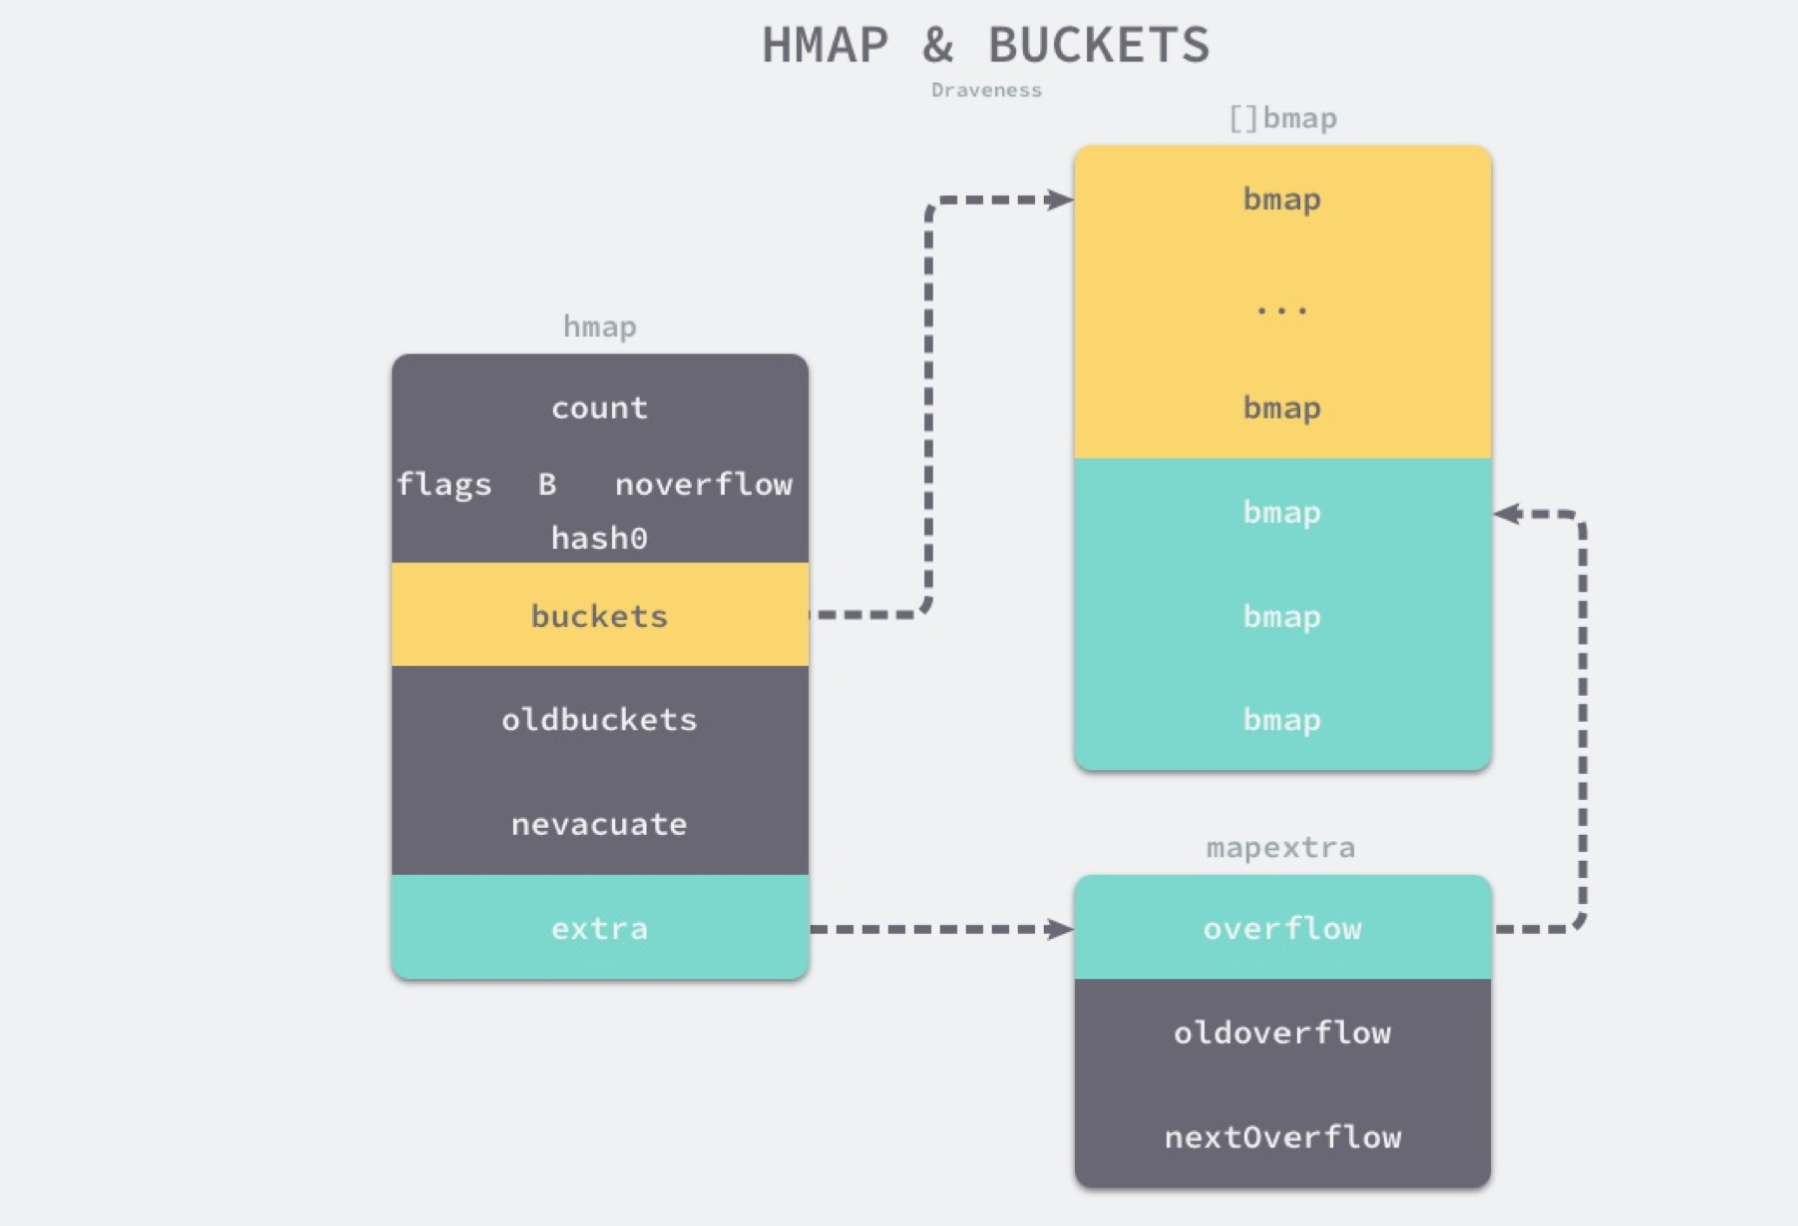 HMAP & BUCKETS
Draveness
[]bmap
bmap
...
bmap
bmap
bmap
bmap
hmap
count
flags B noverflow
hash0
buckets
oldbuckets
nevacuate
extra
mapextra
overflow
oldoverflow
nextOverflow